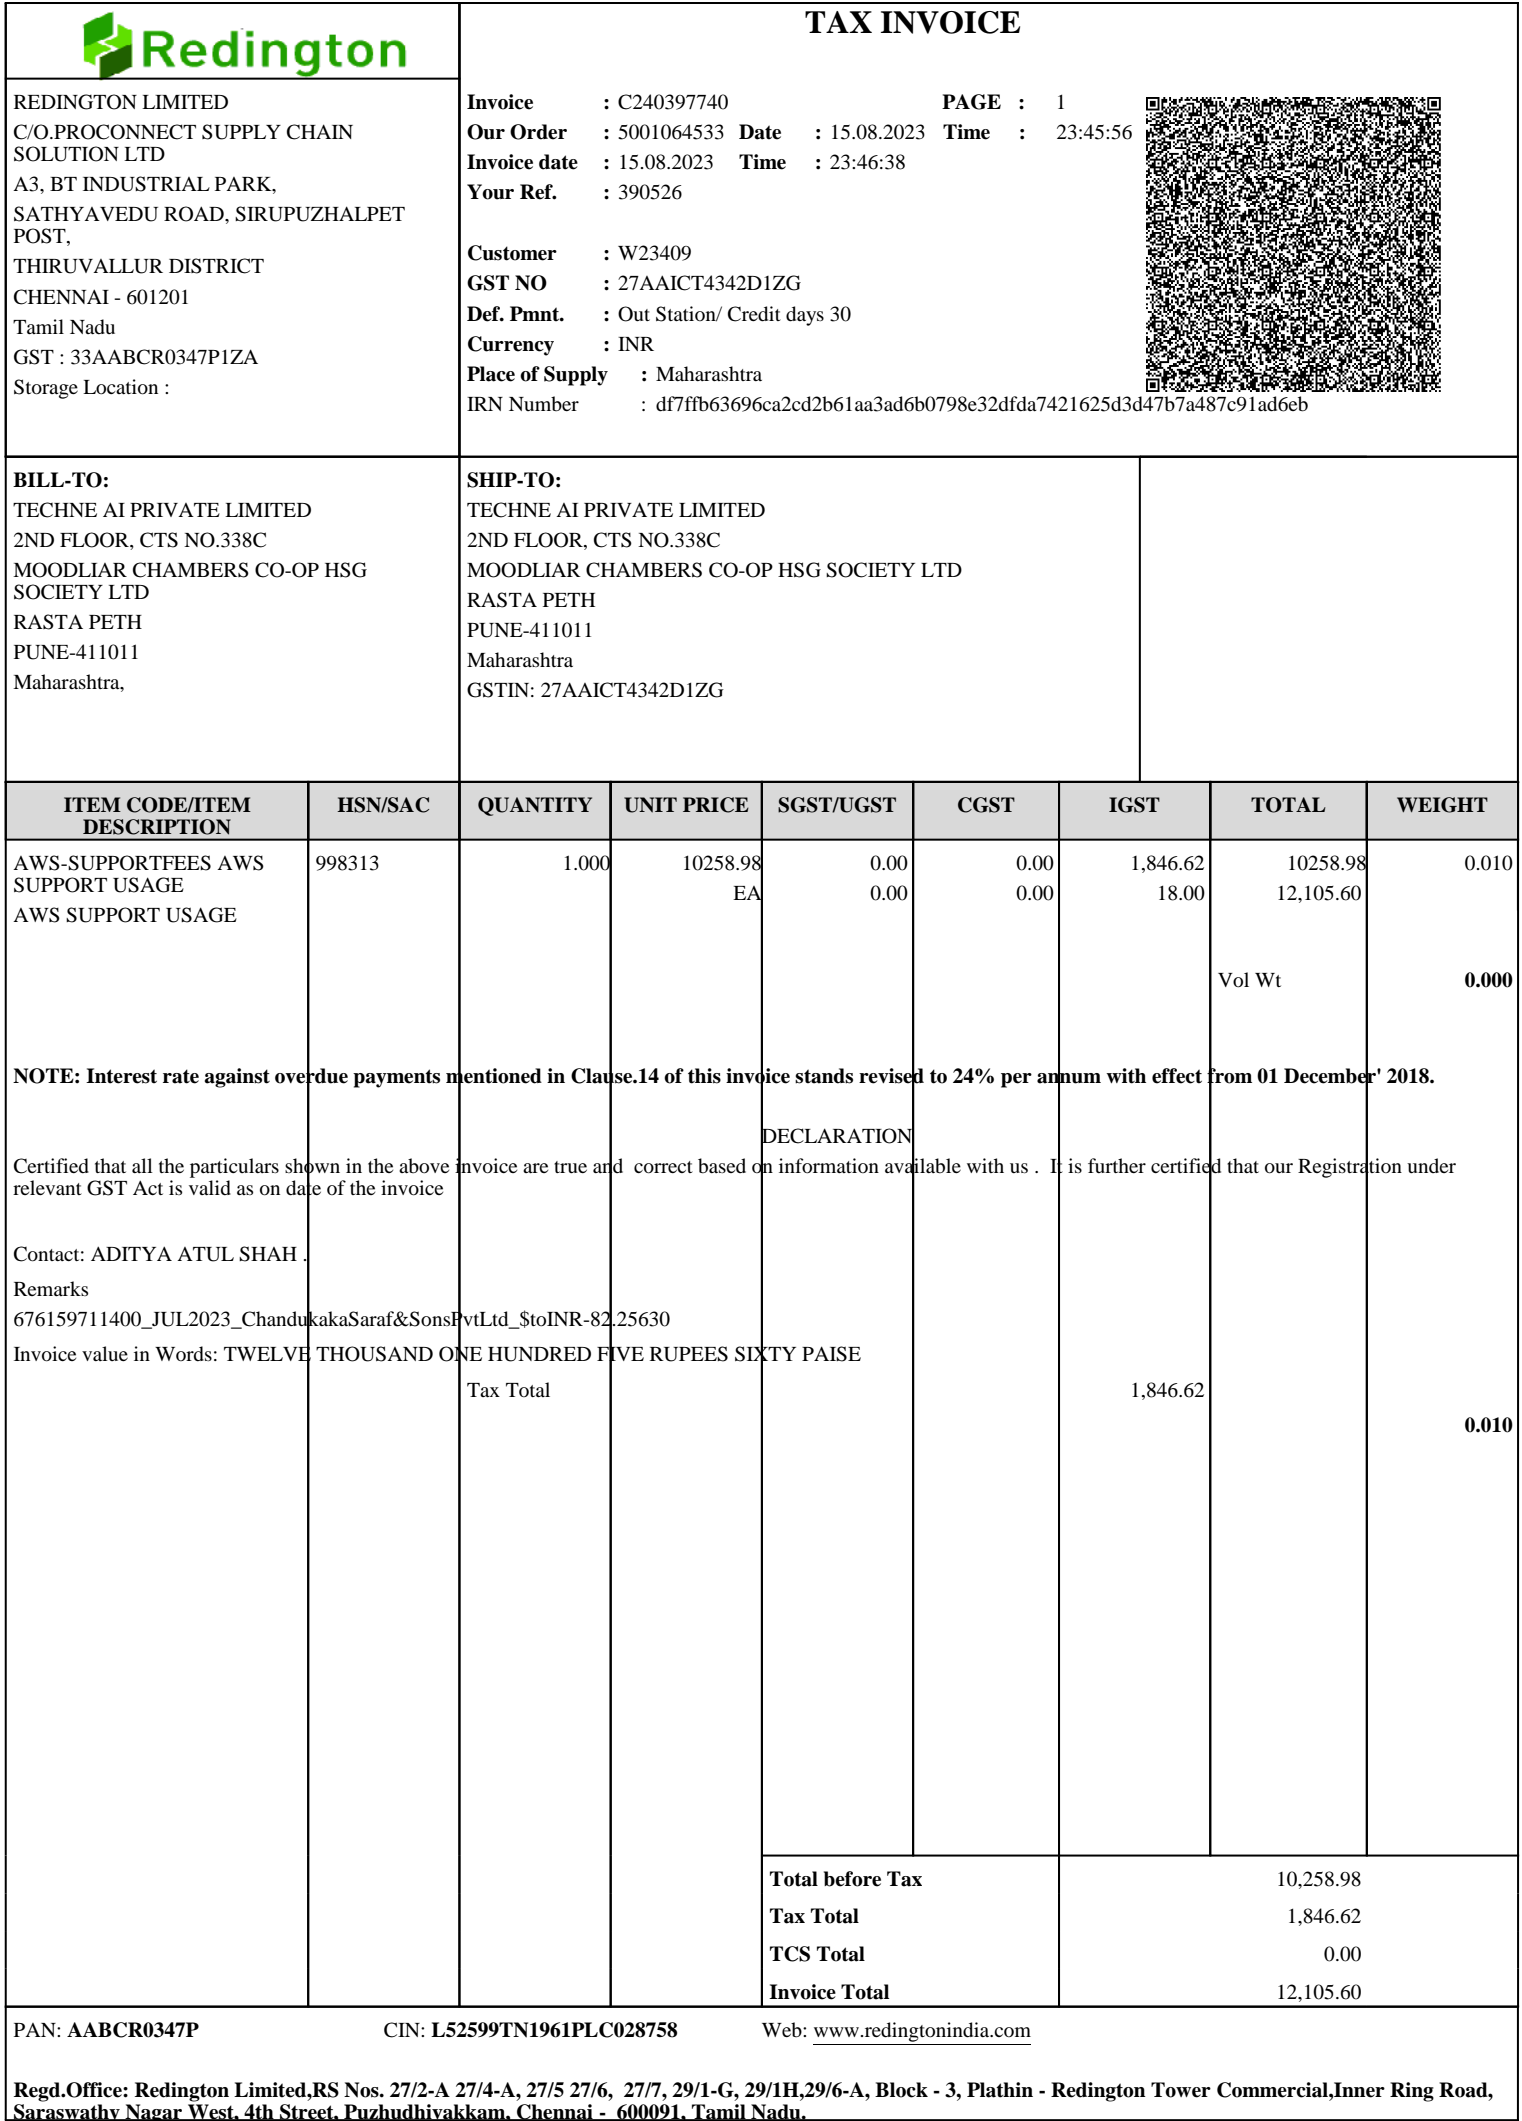 Redington
TAX INVOICE
REDINGTON LIMITED
C/O.PROCONNECT SUPPLY CHAIN
SOLUTION LTD
A3, BT INDUSTRIAL PARK,
SATHYAVEDU ROAD, SIRUPUZHALPET
POST,
THIRUVALLUR DISTRICT
CHENNAI - 601201
Tamil Nadu
GST : 33AABCR0347P1ZA
Storage Location :
Invoice : C240397740 PAGE : 1
Our Order : 5001064533 Date : 15.08.2023 Time : 23:45:56
Invoice date : 15.08.2023 Time : 23:46:38
Your Ref. : 390526
Customer : W23409
GST NO : 27AAICT4342D1ZG
Def. Pmnt. : Out Station/ Credit days 30
Currency : INR
Place of Supply : Maharashtra
IRN Number : df7ffb63696ca2cd2b61aa3ad6b0798e32dfda7421625d3d47b7a487c91ad6eb
BILL-TO:
TECHNE AI PRIVATE LIMITED
2ND FLOOR, CTS NO.338C
MOODLIAR CHAMBERS CO-OP HSG
SOCIETY LTD
RASTA PETH
PUNE-411011
Maharashtra,
SHIP-TO:
TECHNE AI PRIVATE LIMITED
2ND FLOOR, CTS NO.338C
MOODLIAR CHAMBERS CO-OP HSG SOCIETY LTD
RASTA PETH
PUNE-411011
Maharashtra
GSTIN: 27AAICT4342D1ZG
ITEM CODE/ITEM DESCRIPTION HSN/SAC QUANTITY UNIT PRICE SGST/UGST CGST IGST TOTAL WEIGHT
AWS-SUPPORTFEES AWS 998313 1.000 10258.98 0.00 0.00 1,846.62 10258.98 0.010
SUPPORT USAGE EA 0.00 0.00 18.00 12,105.60
AWS SUPPORT USAGE
Vol Wt 0.000
NOTE: Interest rate against overdue payments mentioned in Clause.14 of this invoice stands revised to 24% per annum with effect from 01 December' 2018.
DECLARATION
Certified that all the particulars shown in the above invoice are true and correct based on information available with us . It is further certified that our Registration under
relevant GST Act is valid as on date of the invoice
Contact: ADITYA ATUL SHAH .
Remarks
676159711400_JUL2023_ChandukakaSaraf&SonsPvtLtd_$toINR-82.25630
Invoice value in Words: TWELVE THOUSAND ONE HUNDRED FIVE RUPEES SIXTY PAISE
Tax Total 1,846.62
0.010
Total before Tax 10,258.98
Tax Total 1,846.62
TCS Total 0.00
Invoice Total 12,105.60
PAN: AABCR0347P CIN: L52599TN1961PLC028758 Web: www.redingtonindia.com
Regd.Office: Redington Limited,RS Nos. 27/2-A 27/4-A, 27/5 27/6, 27/7, 29/1-G, 29/1H,29/6-A, Block - 3, Plathin - Redington Tower Commercial,Inner Ring Road,
Saraswathy Nagar West, 4th Street, Puzhudhivakkam, Chennai - 600091, Tamil Nadu.